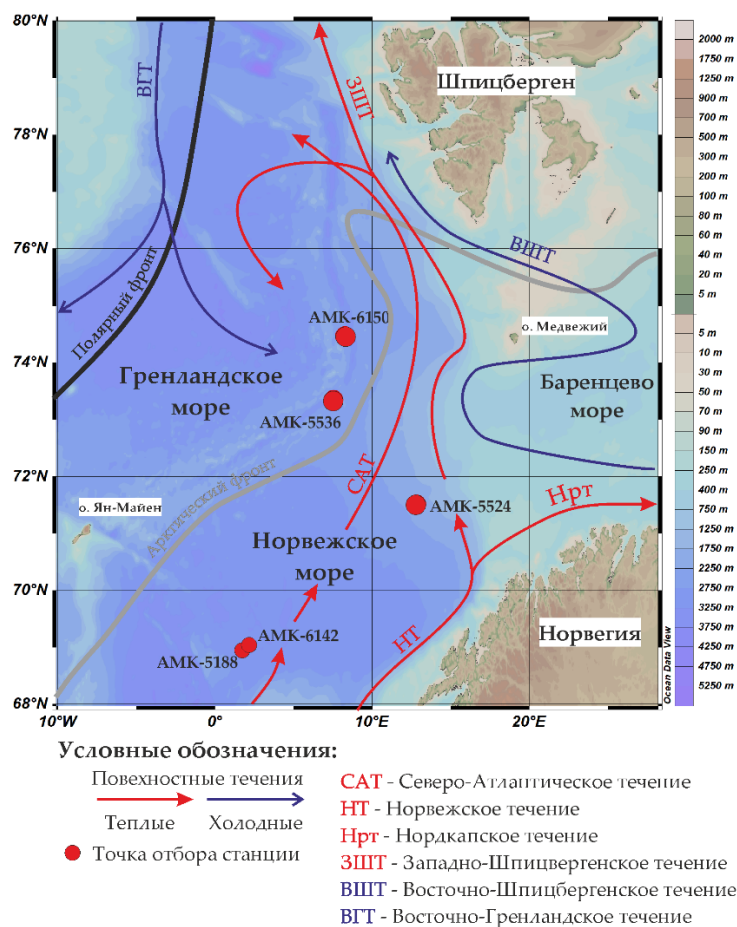 80°N
78°N
76°N
74°N
72°N
70°N
68°N
10°W
0°
10°E
20°E
ВГТ
ЗШТ
Шпицберген
ВШТ
Полярный фронт
АМК-6150
о. Медвежий
Гренландское
море
Баренцево
море
АМК-5536
Арктический фронт
САТ
о. Ян-Майен
АМК-5524
Нрт
Норвежское
море
НТ
Норвегия
АМК-6142
АМК-5188
Ocean Data View
2000 m
1750 m
1250 m
900 m
700 m
500 m
300 m
200 m
100 m
80 m
60 m
40 m
20 m
5 m
5 m
10 m
30 m
50 m
70 m
90 m
150 m
250 m
400 m
750 m
1250 m
1750 m
2250 m
2750 m
3250 m
3750 m
4250 m
4750 m
5250 m
Условные обозначения:
Повехностные течения
Теплые Холодные
Точка отбора станции
САТ - Северо-Атлантическое течение
НТ - Норвежское течение
Нрт - Нордкапское течение
ЗШТ - Западно-Шпицвергенское течение
ВШТ - Восточно-Шпицбергенское течение
ВГТ - Восточно-Гренландское течение